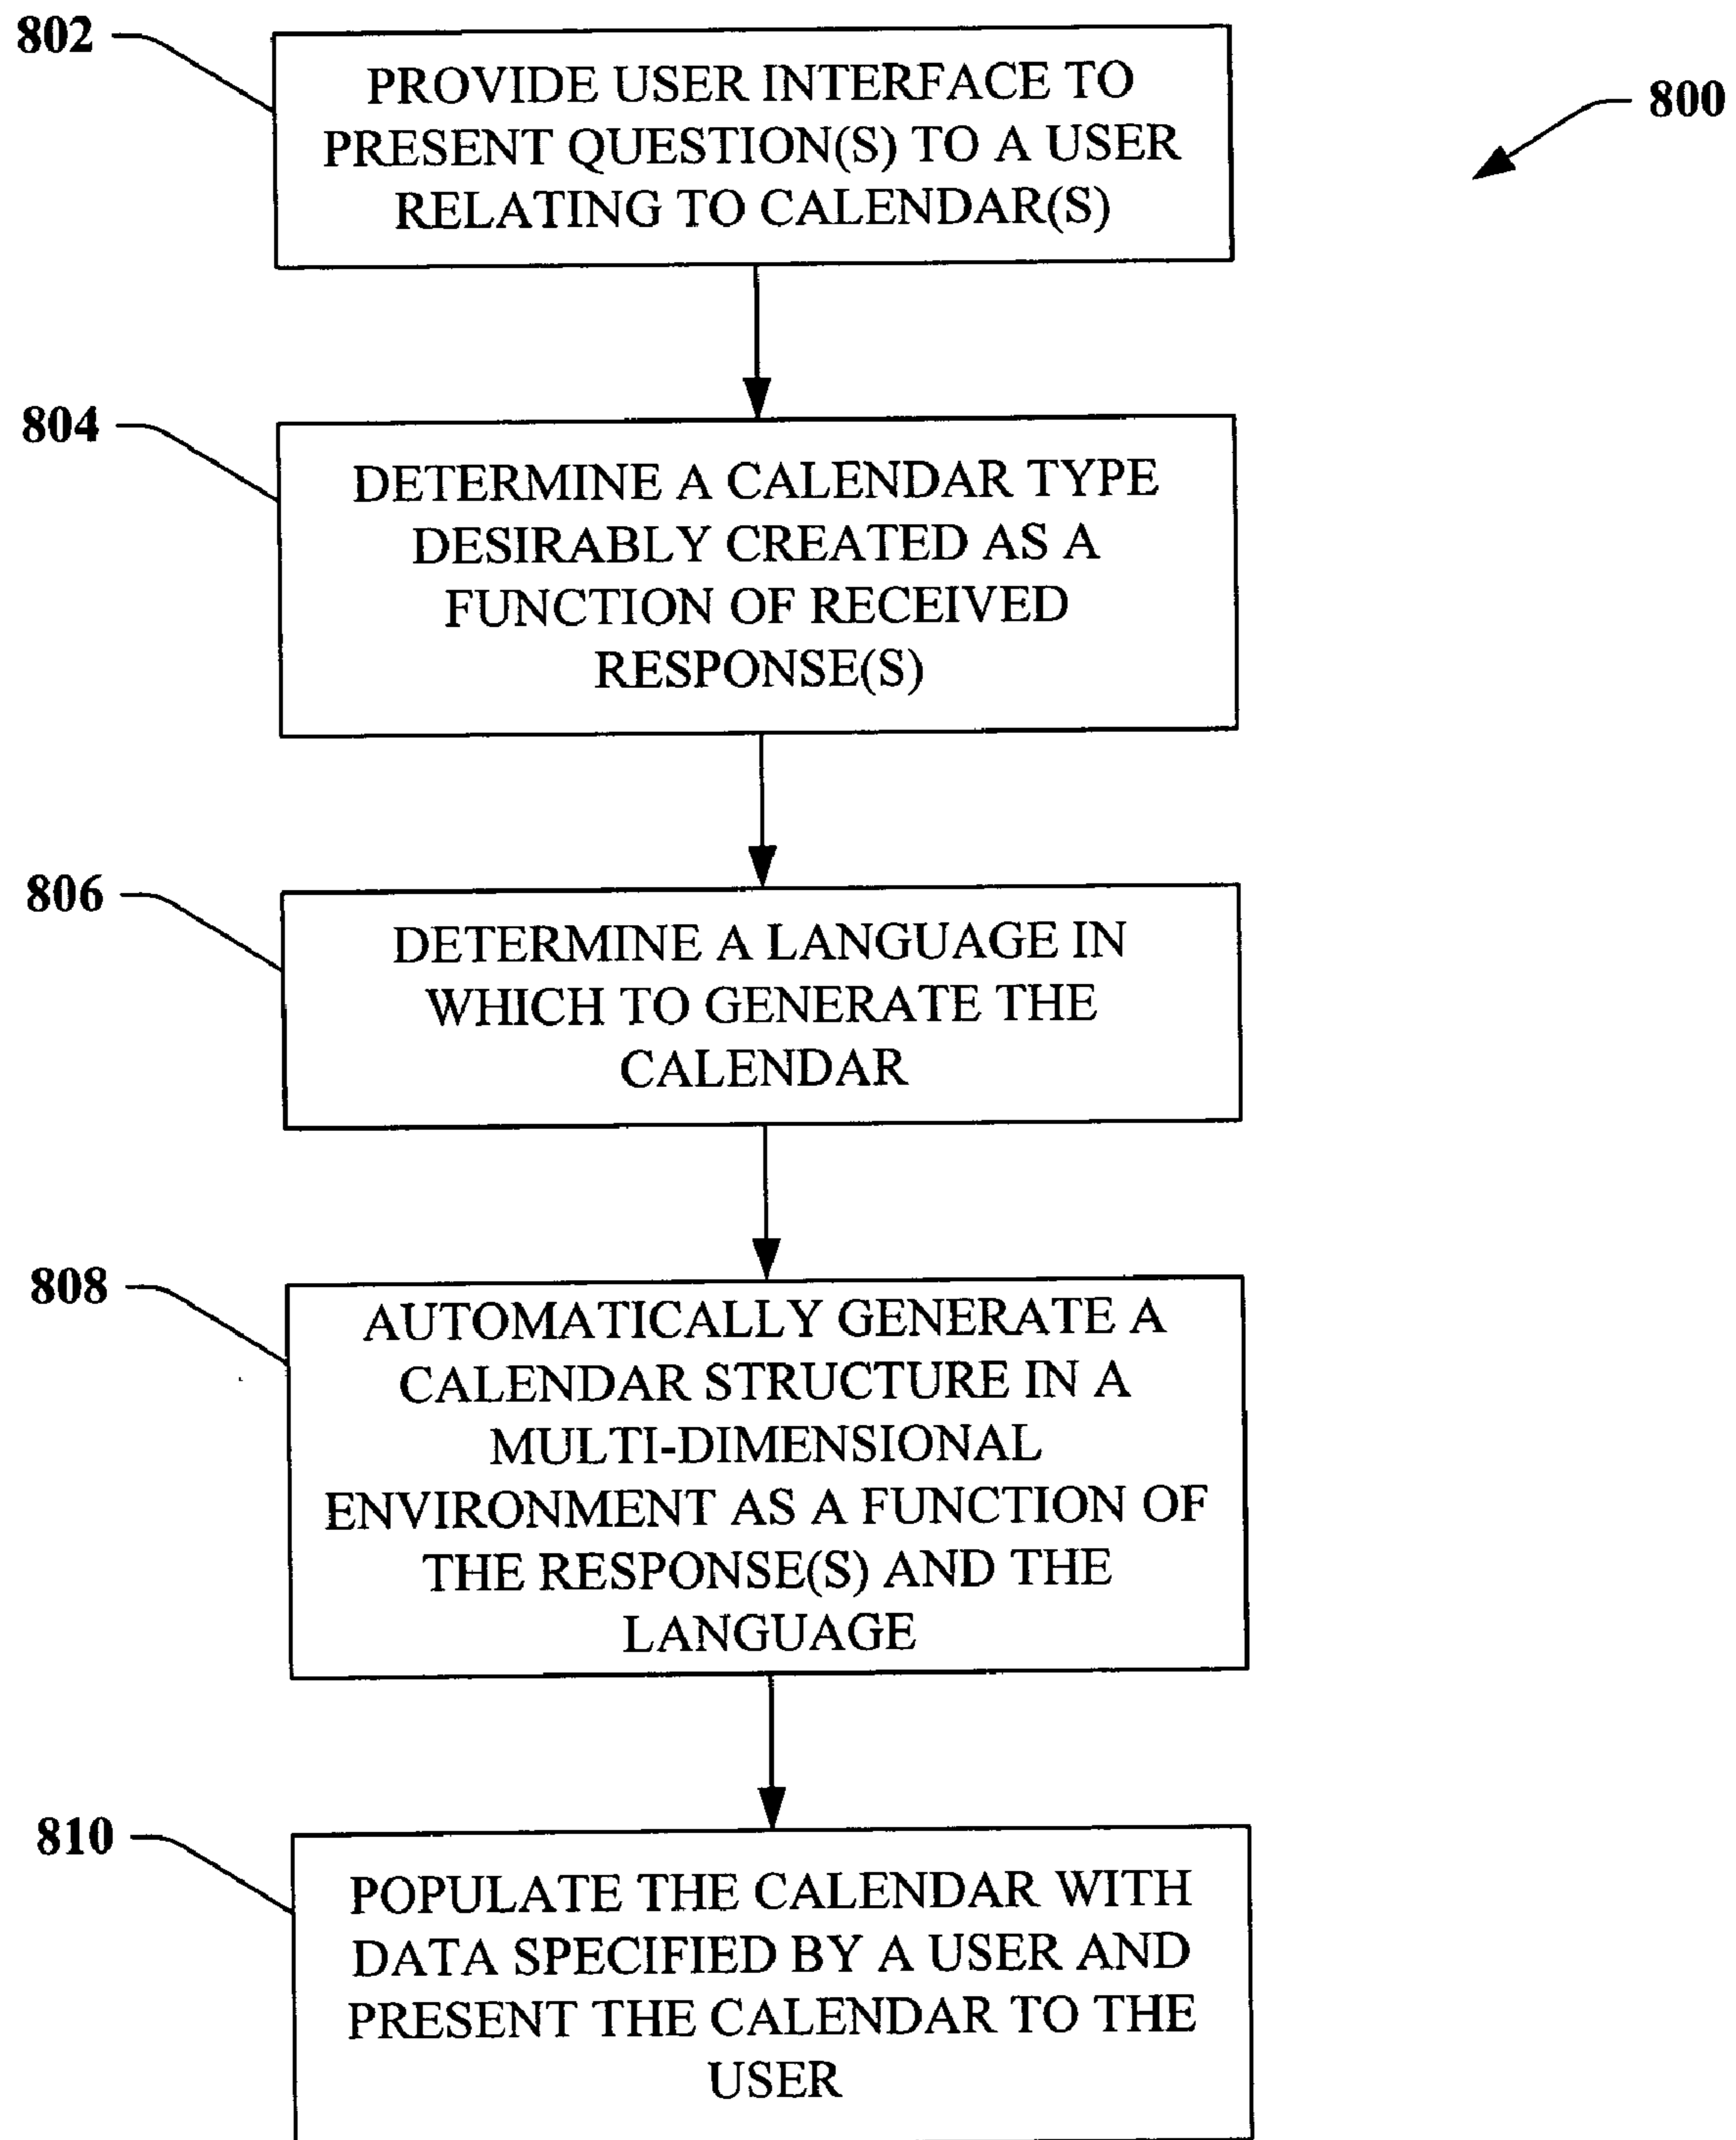 802
PROVIDE USER INTERFACE TO
PRESENT QUESTION(S) TO A USER
RELATING TO CALENDAR(S)
800
804
DETERMINE A CALENDAR TYPE
DESIRABLY CREATED AS A
FUNCTION OF RECEIVED
RESPONSE(S)
806
DETERMINE A LANGUAGE IN
WHICH TO GENERATE THE
CALENDAR
808
AUTOMATICALLY GENERATE A
CALENDAR STRUCTURE IN A
MULTI-DIMENSIONAL
ENVIRONMENT AS A FUNCTION OF
THE RESPONSE(S) AND THE
LANGUAGE
810
POPULATE THE CALENDAR WITH
DATA SPECIFIED BY A USER AND
PRESENT THE CALENDAR TO THE
USER